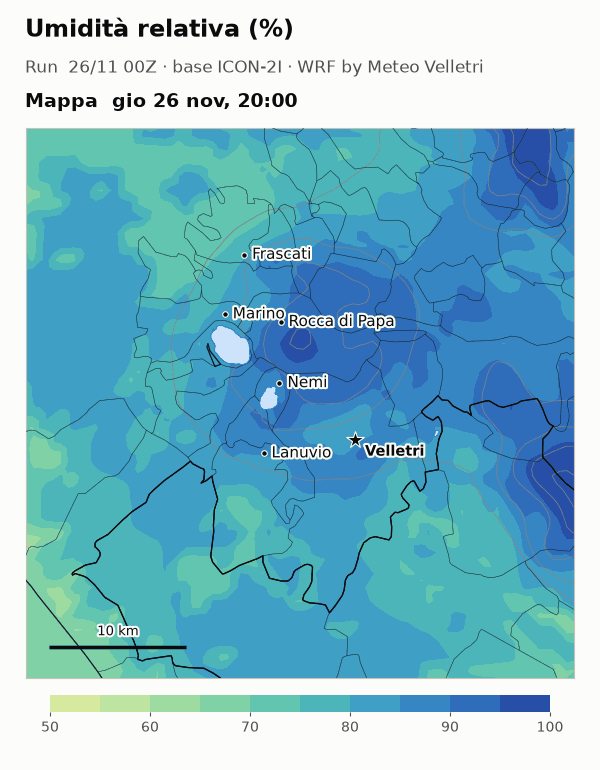 Umidità relativa (%)
Run  26/11 00Z · base ICON-2I · WRF by Meteo Velletri
Mappa  gio 26 nov, 20:00
Frascati
Marino
Rocca di Papa
Nemi
Velletri
Lanuvio
10 km
50 60 70 80 90 100